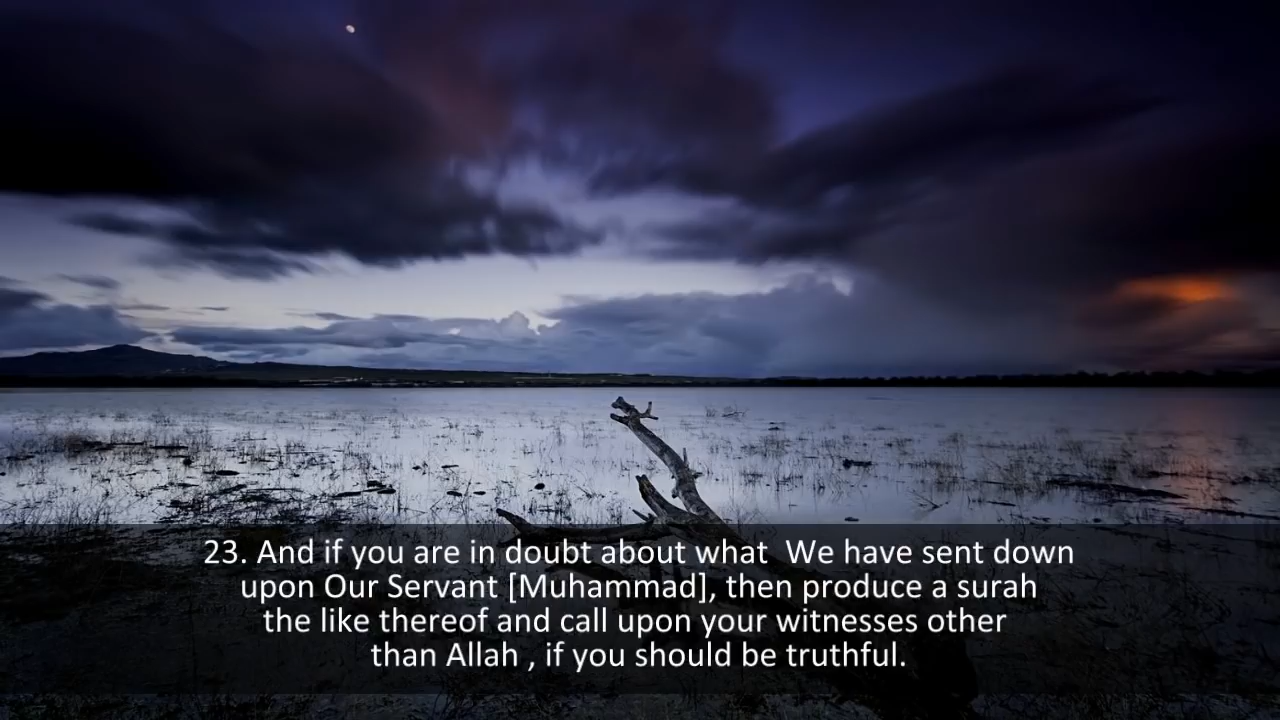 23. And if you are in doubt about what  We have sent down
upon Our Servant [Muhammad], then produce a surah
the like thereof and call upon your witnesses other
than Allah , if you should be truthful.